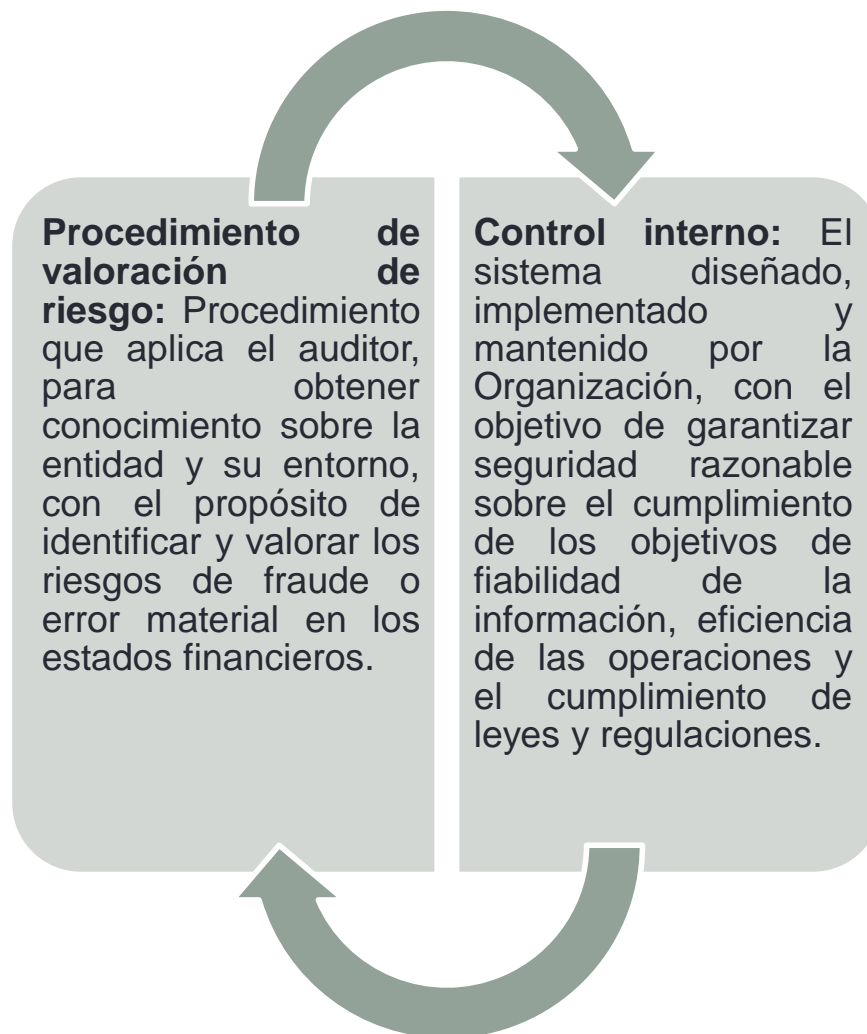 Procedimiento de
valoración de
riesgo: Procedimiento
que aplica el auditor,
para obtener
conocimiento sobre la
entidad y su entorno,
con el propósito de
identificar y valorar los
riesgos de fraude o
error material en los
estados financieros.
Control interno: El
sistema diseñado,
implementado y
mantenido por la
Organización, con el
objetivo de garantizar
seguridad razonable
sobre el cumplimiento
de los objetivos de
fiabilidad de la
información, eficiencia
de las operaciones y
el cumplimiento de
leyes y regulaciones.